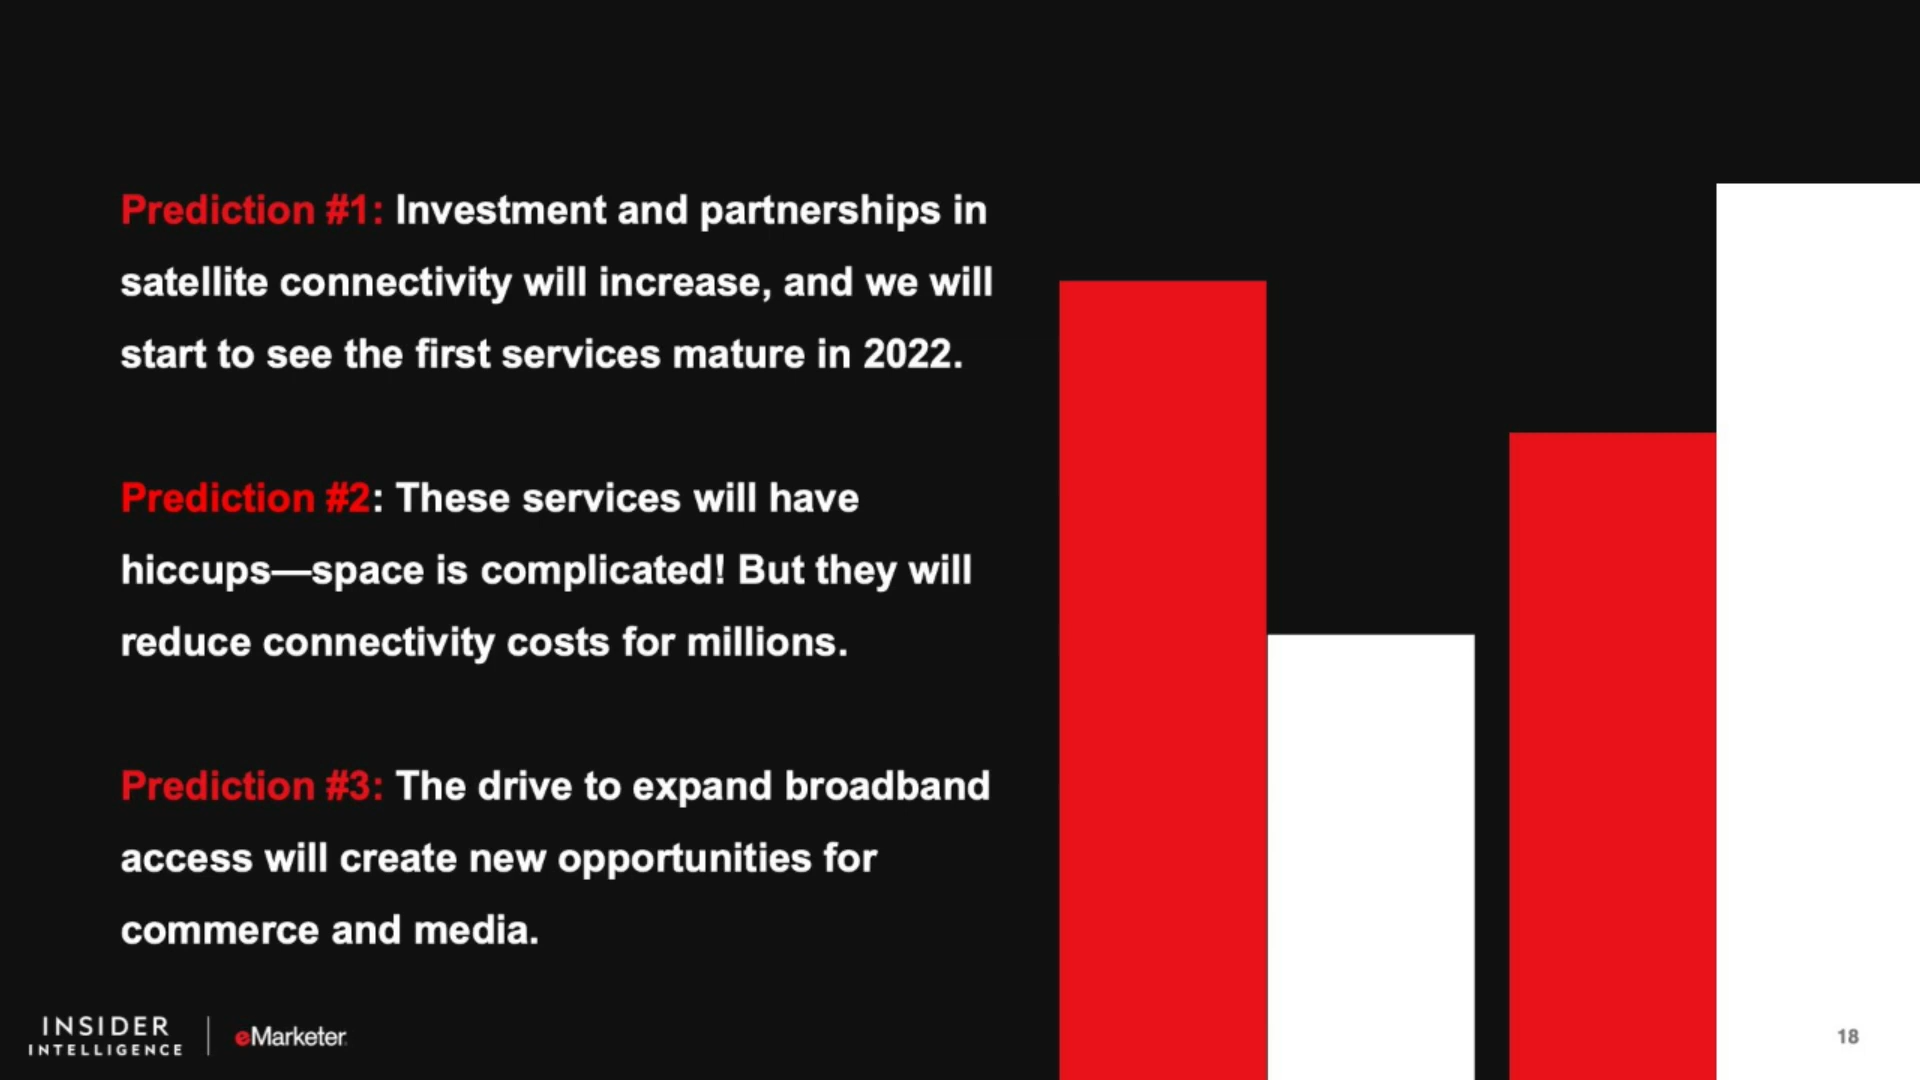 Prediction #1: Investment and partnerships in
satellite connectivity will increase, and we will
start to see the first services mature in 2022.
Prediction #2: These services will have
hiccups—space is complicated! But they will
reduce connectivity costs for millions.
Prediction #3: The drive to expand broadband
access will create new opportunities for
commerce and media.
INSIDER
INTELLIGENCE
eMarketer
18